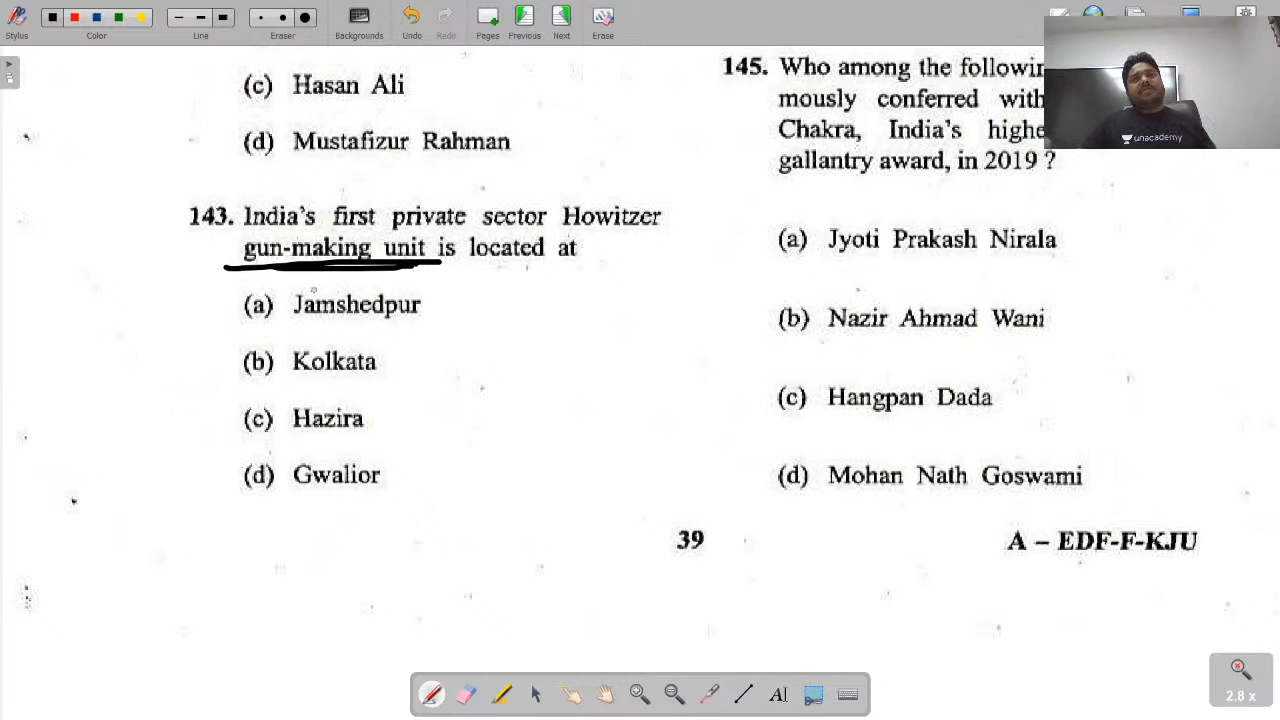 Stylus
Color
Line
Eraser
Backgrounds
Undo
Redo
Pages
Previous
Next
Erase
unacademy
(c) Hasan Ali
(d) Mustafizur Rahman
143. India's first private sector Howitzer
gun-making unit is located at
(a) Jamshedpur
(b) Kolkata
(c) Hazira
(d) Gwalior
145. Who among the
mously conferred with
Chakra, India's
gallantry award, in 2019 ?
(a) Jyoti Prakash Nirala
(b) Nazir Ahmad Wani
(c) Hangpan Dada
(d) Mohan Nath Goswami
39
A – EDF-F-KJU
AI
2.8 x